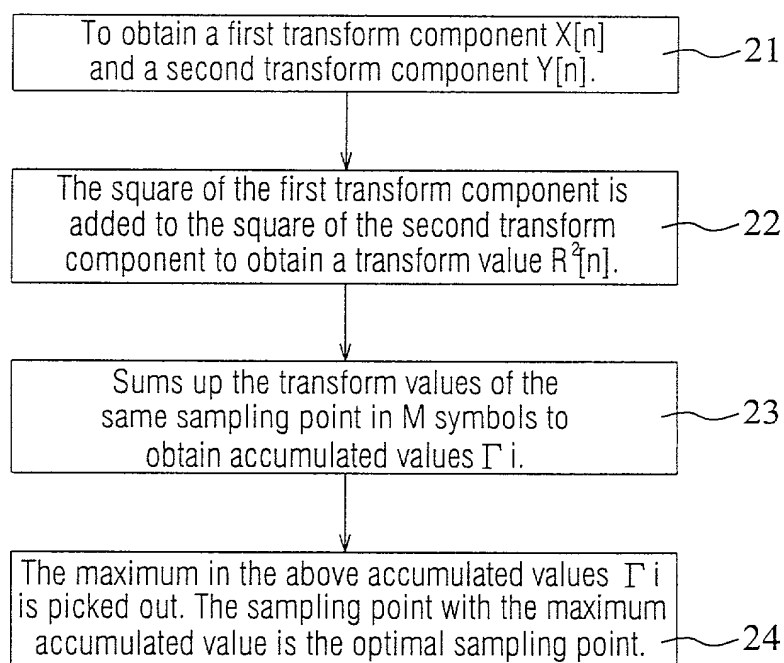 To obtain a first transform component X[n]
and a second transform component Y[n].
21
The square of the first transform component is
added to the square of the second transform
component to obtain a transform value R²[n].
22
Sums up the transform values of the
same sampling point in M symbols to
obtain accumulated values Γ i.
23
The maximum in the above accumulated values Γ i
is picked out. The sampling point with the maximum
accumulated value is the optimal sampling point.
24